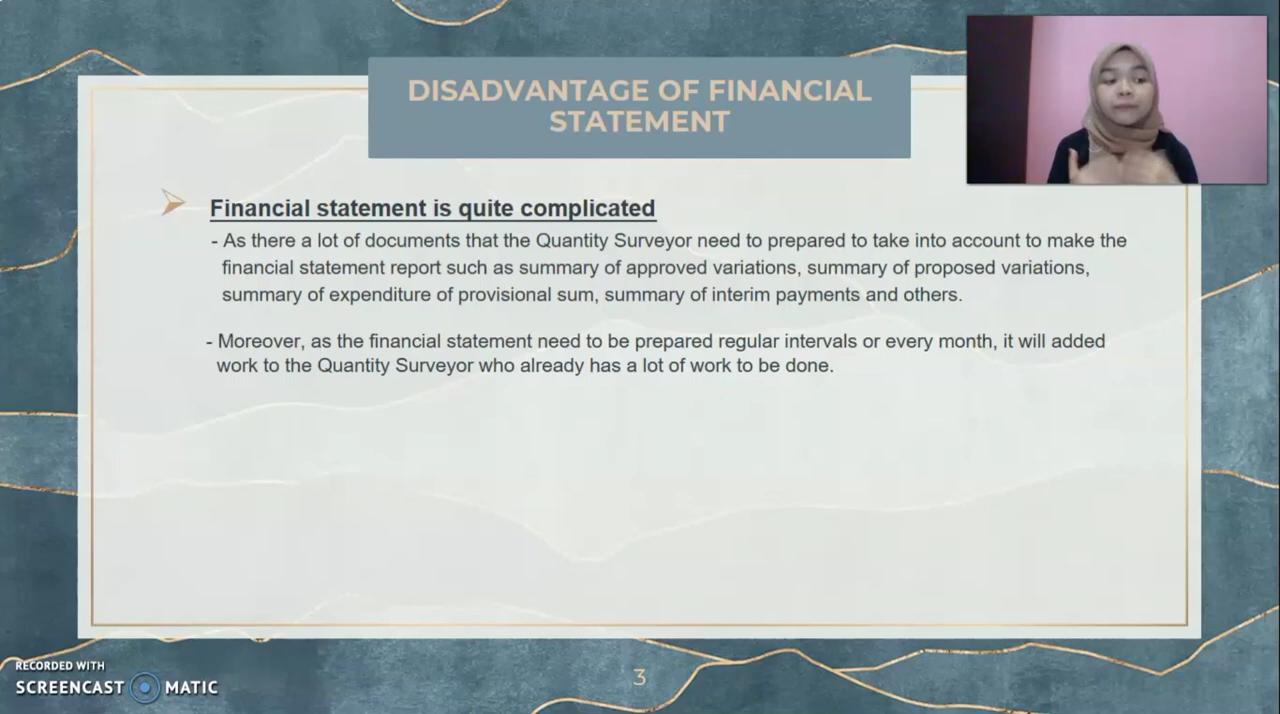 DISADVANTAGE OF FINANCIAL
STATEMENT
Financial statement is quite complicated
- As there a lot of documents that the Quantity Surveyor need to prepared to take into account to make the
financial statement report such as summary of approved variations, summary of proposed variations,
summary of expenditure of provisional sum, summary of interim payments and others.
- Moreover, as the financial statement need to be prepared regular intervals or every month, it will added
work to the Quantity Surveyor who already has a lot of work to be done.
3
RECORDED WITH
SCREENCAST MATIC